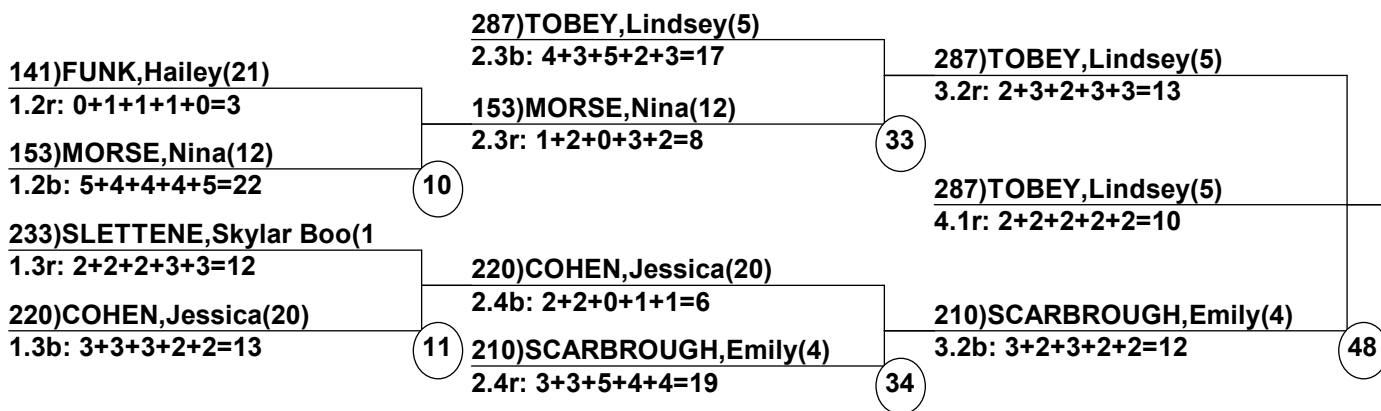 141)FUNK,Hailey(21)
1.2r: 0+1+1+1+0=3
153)MORSE,Nina(12)
1.2b: 5+4+4+4+5=22
10
233)SLETTENE,Skylar Boo(1
1.3r: 2+2+2+3+3=12
220)COHEN,Jessica(20)
1.3b: 3+3+3+2+2=13
11
287)TOBEY,Lindsey(5)
2.3b: 4+3+5+2+3=17
153)MORSE,Nina(12)
2.3r: 1+2+0+3+2=8
33
220)COHEN,Jessica(20)
2.4b: 2+2+0+1+1=6
210)SCARBROUGH,Emily(4)
2.4r: 3+3+5+4+4=19
34
287)TOBEY,Lindsey(5)
3.2r: 2+3+2+3+3=13
287)TOBEY,Lindsey(5)
4.1r: 2+2+2+2+2=10
210)SCARBROUGH,Emily(4)
3.2b: 3+2+3+2+2=12
48